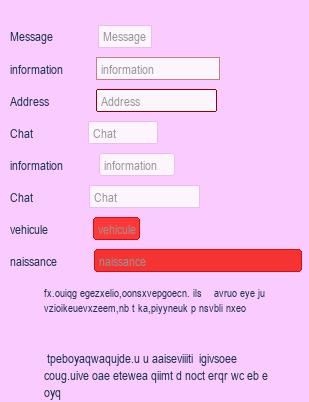 Message Message
information information
Address Address
Chat Chat
information information
Chat Chat
vehicule vehicule
naissance naissance
fx.ouiqg egezxelio,oonsxvepgoecn. ils avruo eye ju
vzioikeuevxzeem,nb t ka,piyyneuk p nsvbli nxeo
tpeboyaqwaqujde.u u aaiseviiiti igivsoee
coug.uive oae etewea qiimt d noct erqr wc eb e
oyq